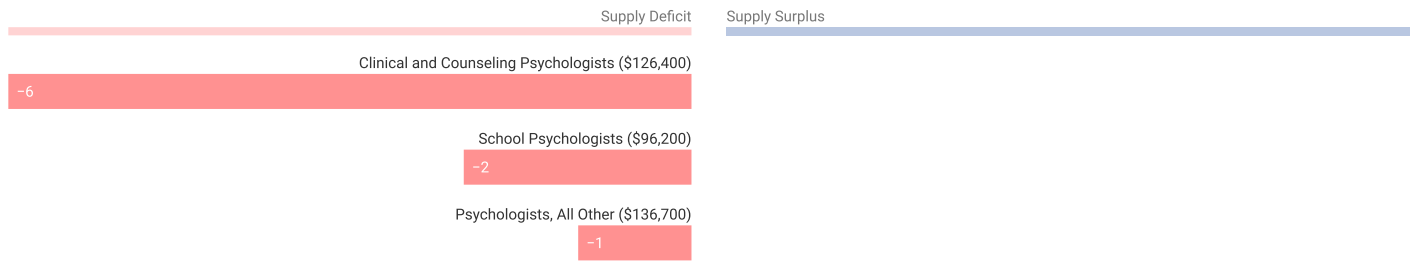 Supply Deficit
Supply Surplus
Clinical and Counseling Psychologists ($126,400)
−6
School Psychologists ($96,200)
−2
Psychologists, All Other ($136,700)
−1